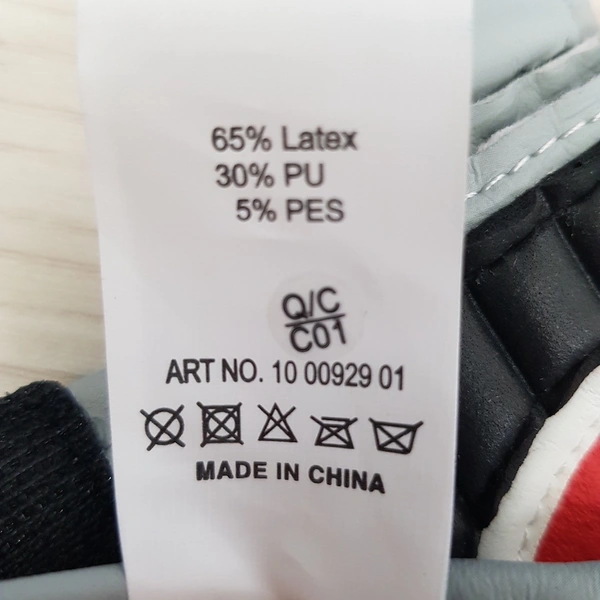 65% Latex
30% PU
5% PES
Q/C
C01
ART NO. 10 00929 01
MADE IN CHINA